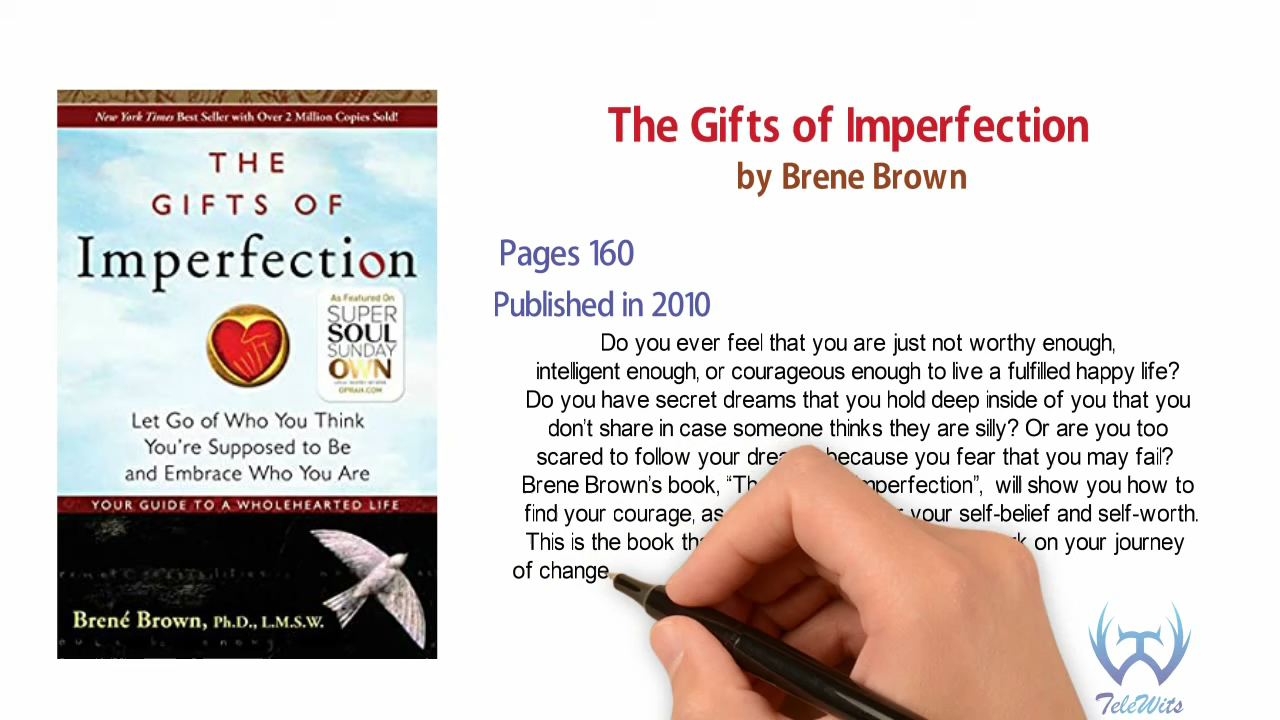 New York Times Best Seller with Over 2 Million Copies Sold!
THE
GIFTS OF
Imperfection
As Featured On
SUPER
SOUL
SUNDAY
OWN
OPRAH.COM
Let Go of Who You Think
You're Supposed to Be
and Embrace Who You Are
YOUR GUIDE TO A WHOLEHEARTED LIFE
Brené Brown, Ph.D., L.M.S.W.
The Gifts of Imperfection
by Brene Brown
Pages 160
Published in 2010
Do you ever feel that you are just not worthy enough,
intelligent enough, or courageous enough to live a fulfilled happy life?
Do you have secret dreams that you hold deep inside of you that you
don't share in case someone thinks they are silly? Or are you too
scared to follow your because you fear that you may fail?
Brene Brown's book, will show you how to
find your courage, as your self-belief and self-worth.
This is the book on your journey
of change
TeleWits